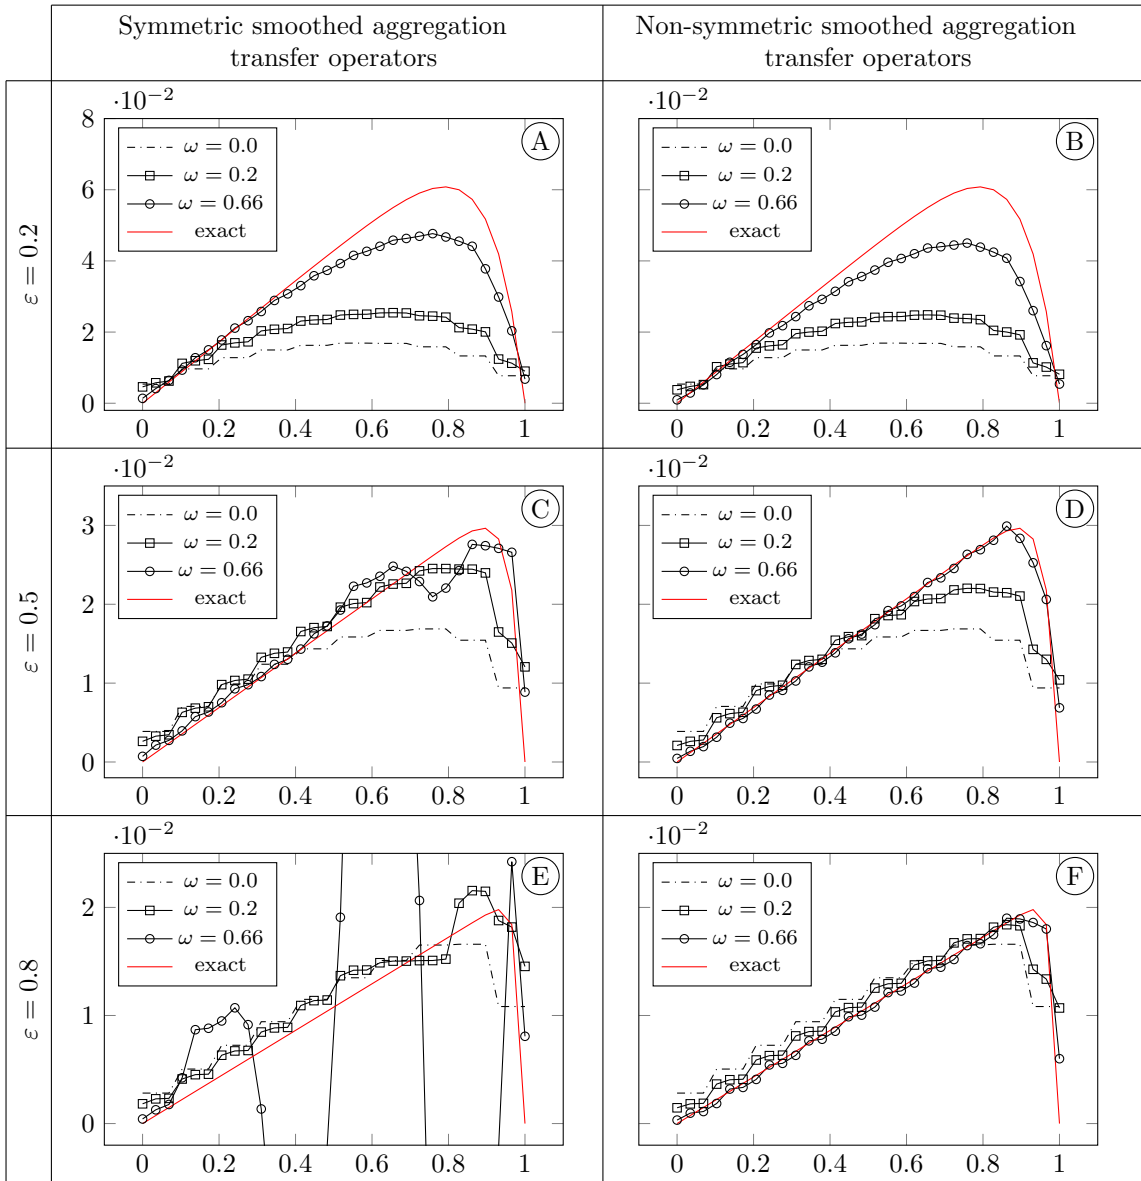 Symmetric smoothed aggregation
transfer operators
Non-symmetric smoothed aggregation
transfer operators
ε = 0.2
·10⁻²
8
6
4
2
0
0 0.2 0.4 0.6 0.8 1
ω = 0.0
ω = 0.2
ω = 0.66
exact
A
·10⁻²
0 0.2 0.4 0.6 0.8 1
ω = 0.0
ω = 0.2
ω = 0.66
exact
B
ε = 0.5
·10⁻²
3
2
1
0
0 0.2 0.4 0.6 0.8 1
ω = 0.0
ω = 0.2
ω = 0.66
exact
C
·10⁻²
0 0.2 0.4 0.6 0.8 1
ω = 0.0
ω = 0.2
ω = 0.66
exact
D
ε = 0.8
·10⁻²
2
1
0
0 0.2 0.4 0.6 0.8 1
ω = 0.0
ω = 0.2
ω = 0.66
exact
E
·10⁻²
0 0.2 0.4 0.6 0.8 1
ω = 0.0
ω = 0.2
ω = 0.66
exact
F